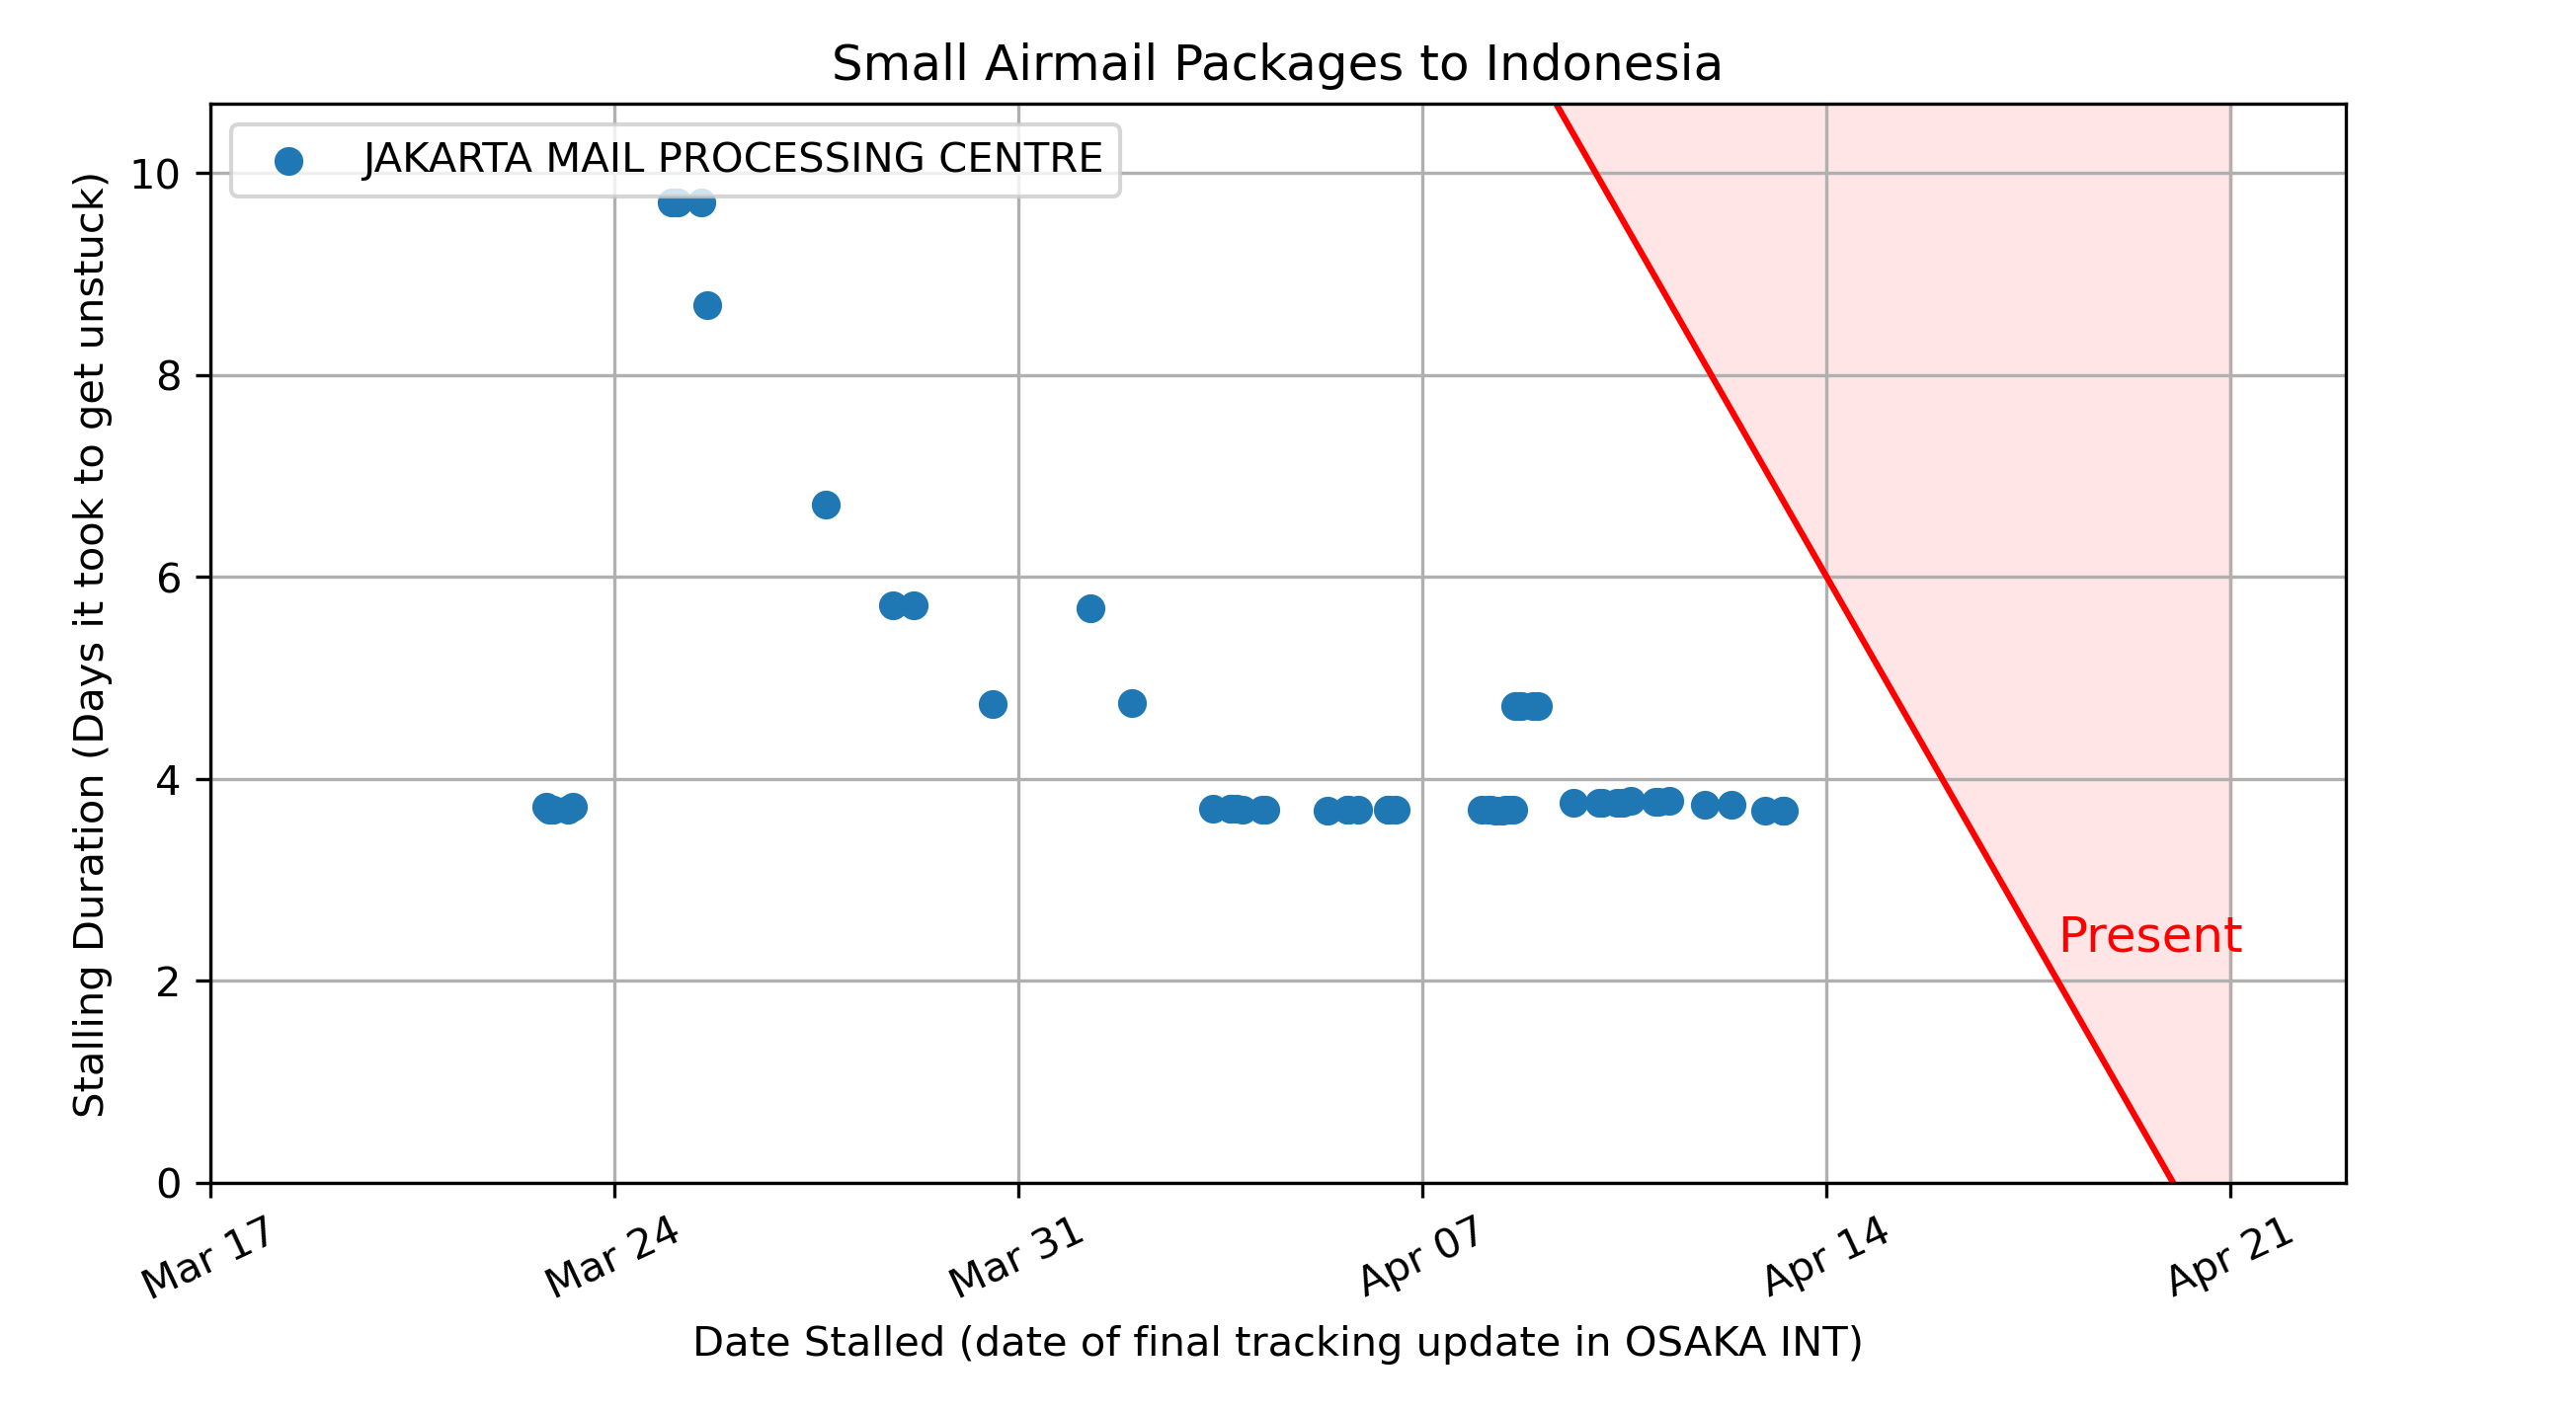 Small Airmail Packages to Indonesia
JAKARTA MAIL PROCESSING CENTRE
Stalling Duration (Days it took to get unstuck)
10
8
6
4
2
0
Present
Mar 17
Mar 24
Mar 31
Apr 07
Apr 14
Apr 21
Date Stalled (date of final tracking update in OSAKA INT)